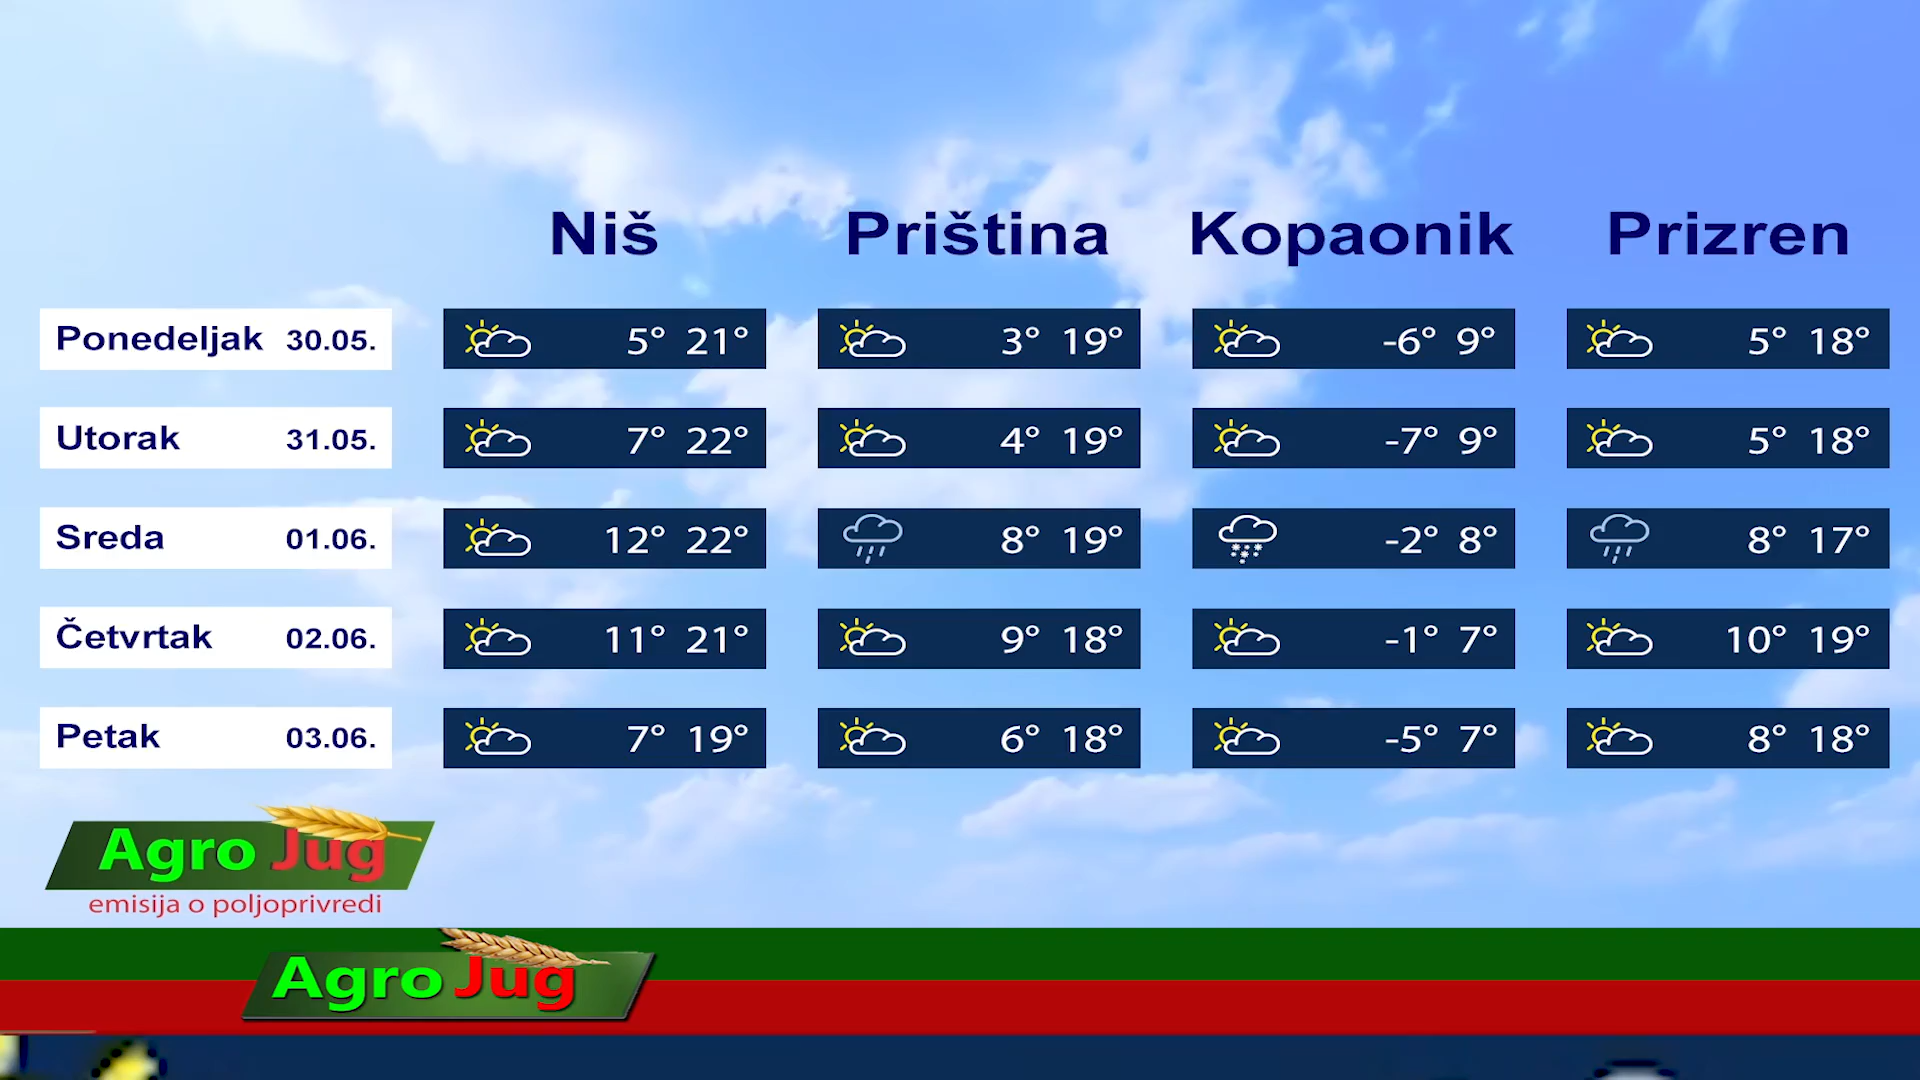 Niš Priština Kopaonik Prizren
Ponedeljak 30.05. 5° 21° 3° 19° -6° 9° 5° 18°
Utorak 31.05. 7° 22° 4° 19° -7° 9° 5° 18°
Sreda 01.06. 12° 22° 8° 19° -2° 8° 8° 17°
Četvrtak 02.06. 11° 21° 9° 18° -1° 7° 10° 19°
Petak 03.06. 7° 19° 6° 18° -5° 7° 8° 18°
Agro Jug
emisija o poljoprivredi
Agro Jug